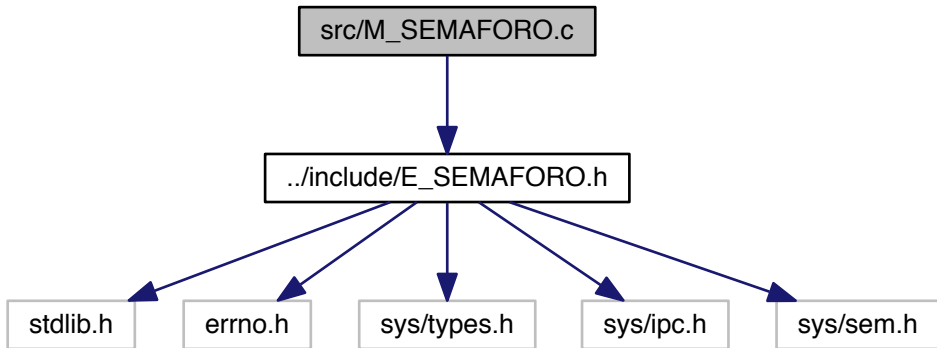 src/M_SEMAFORO.c
../include/E_SEMAFORO.h
stdlib.h
errno.h
sys/types.h
sys/ipc.h
sys/sem.h